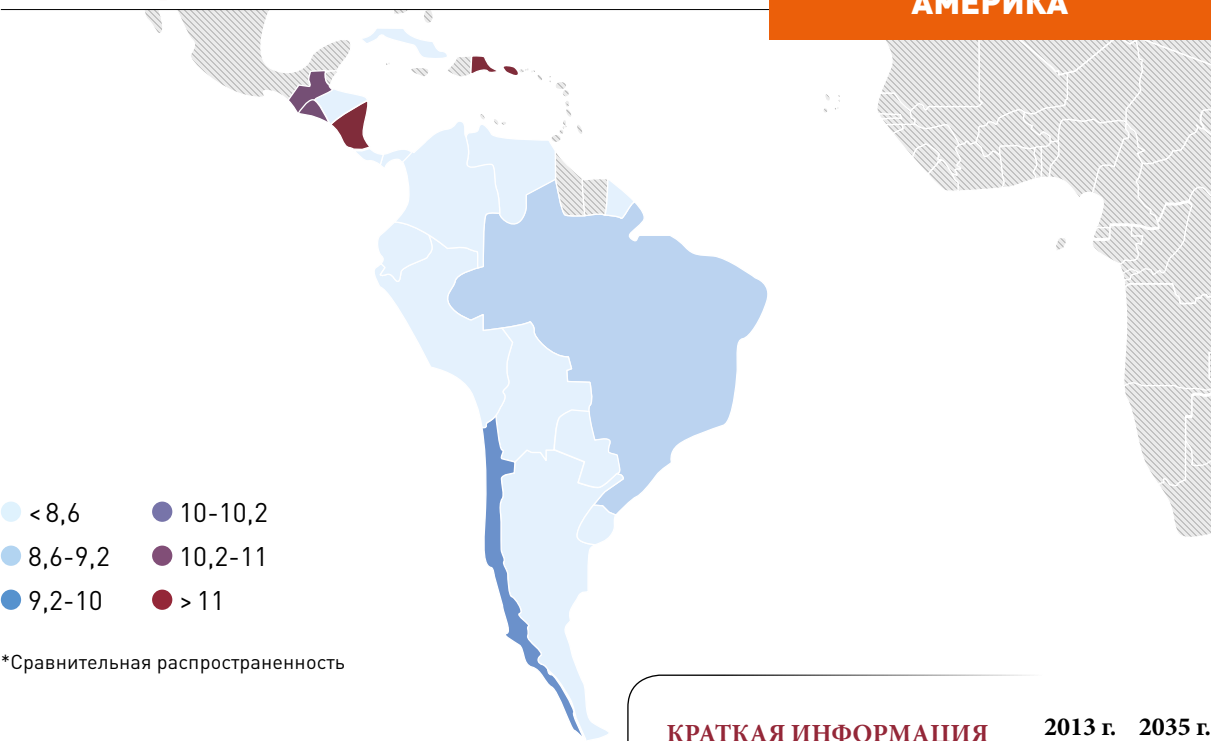 АМЕРИКА
< 8,6
10-10,2
8,6-9,2
10,2-11
9,2-10
> 11
*Сравнительная распространенность
КРАТКАЯ ИНФОРМАЦИЯ 2013 г. 2035 г.